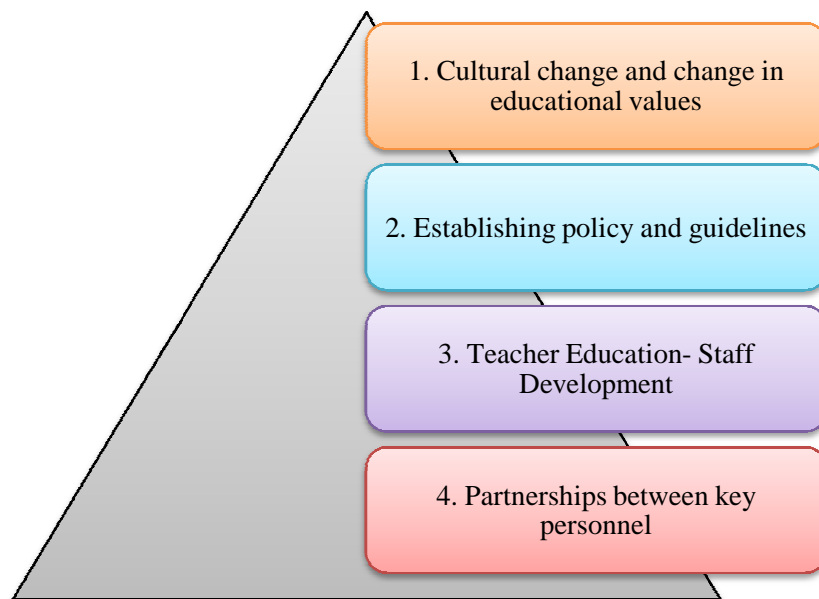 1. Cultural change and change in
educational values
2. Establishing policy and guidelines
3. Teacher Education- Staff
Development
4. Partnerships between key
personnel